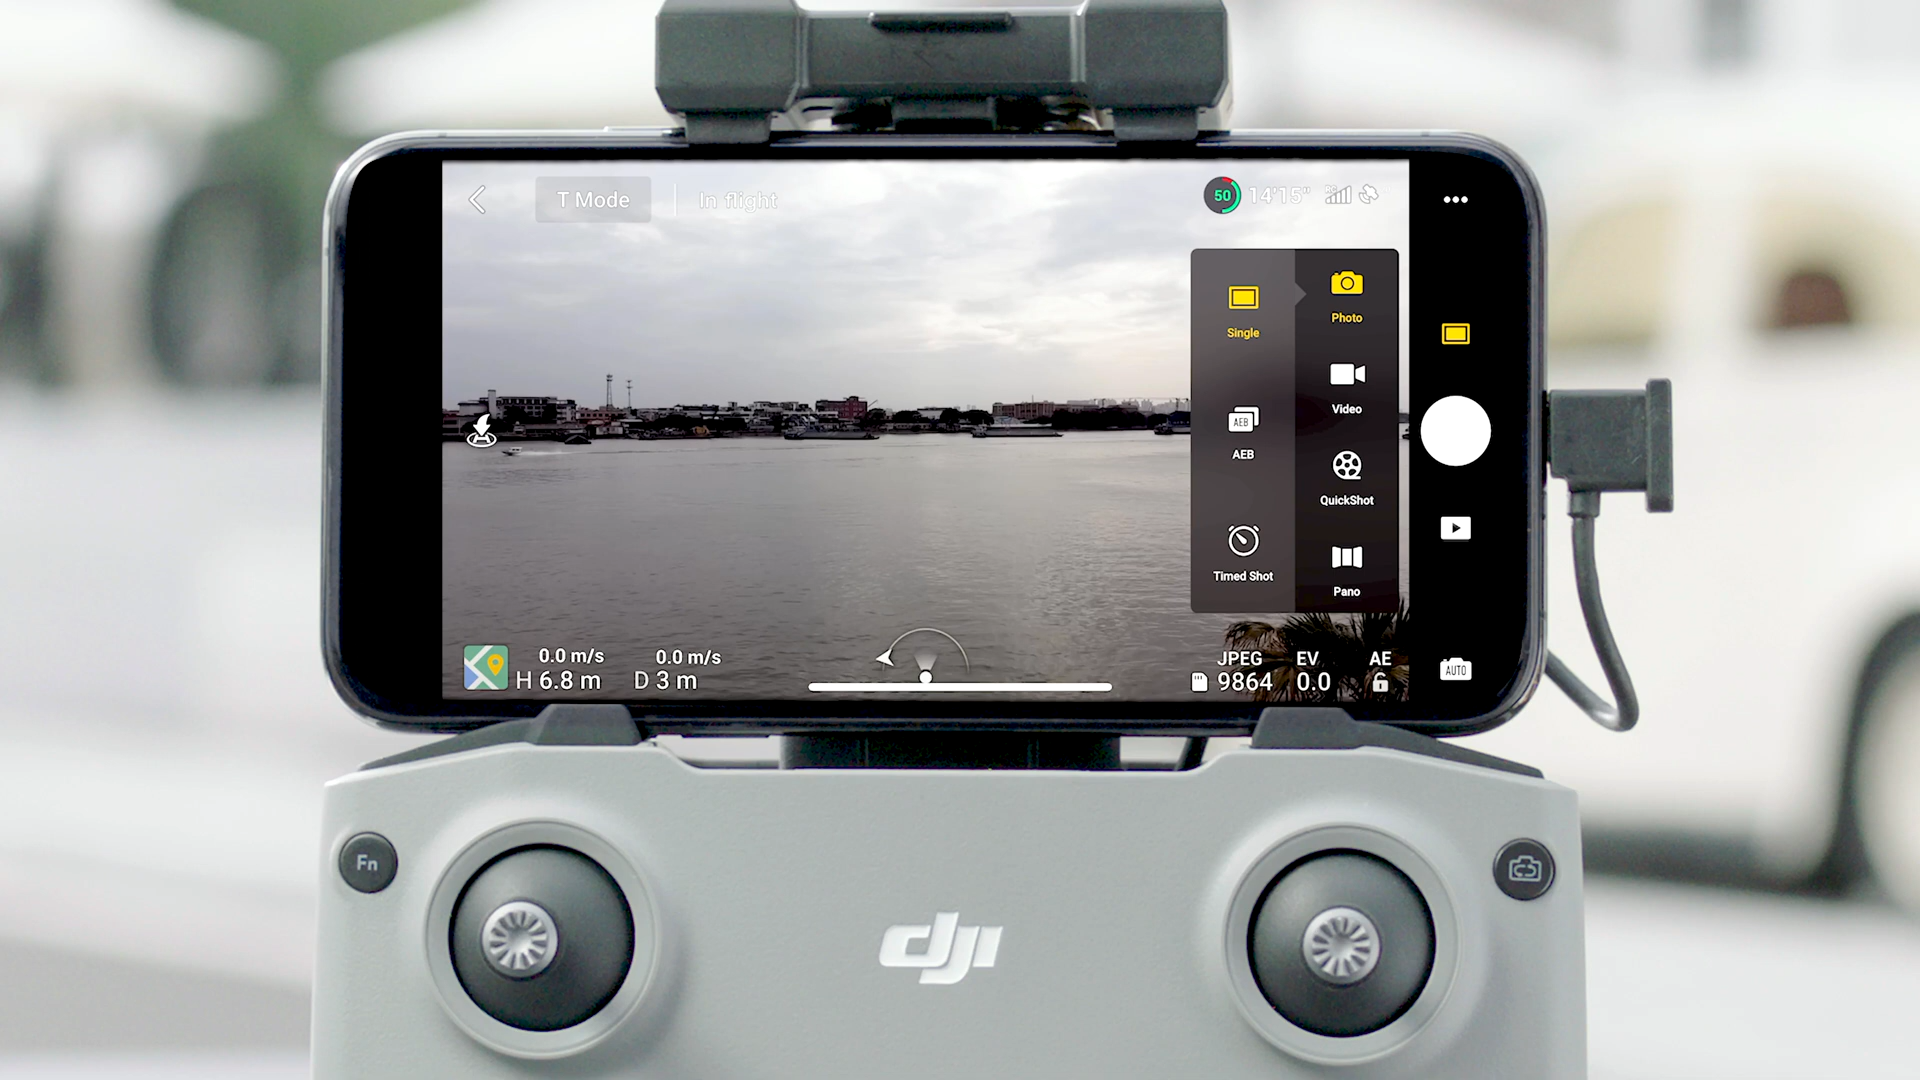 T Mode
In flight
50
14'15"
RC
Single
Photo
Video
AEB
AEB
QuickShot
Timed Shot
Pano
0.0 m/s
0.0 m/s
H 6.8 m
D 3 m
JPEG
EV
AE
9864
0.0
AUTO
Fn
dji